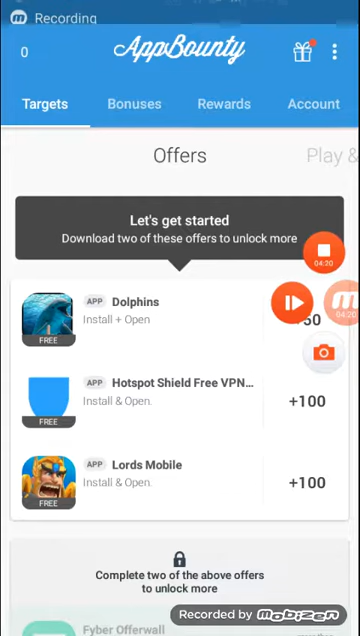 Recording
0
AppBounty
Targets
Bonuses
Rewards
Account
Offers
Play &
Let's get started
Download two of these offers to unlock more
04:20
APP Dolphins
Install + Open
FREE
50
04:20
APP Hotspot Shield Free VPN...
Install & Open.
FREE
+100
APP Lords Mobile
Install & Open.
FREE
+100
Complete two of the above offers
to unlock more
Fyber Offerwall
Recorded by mobizen